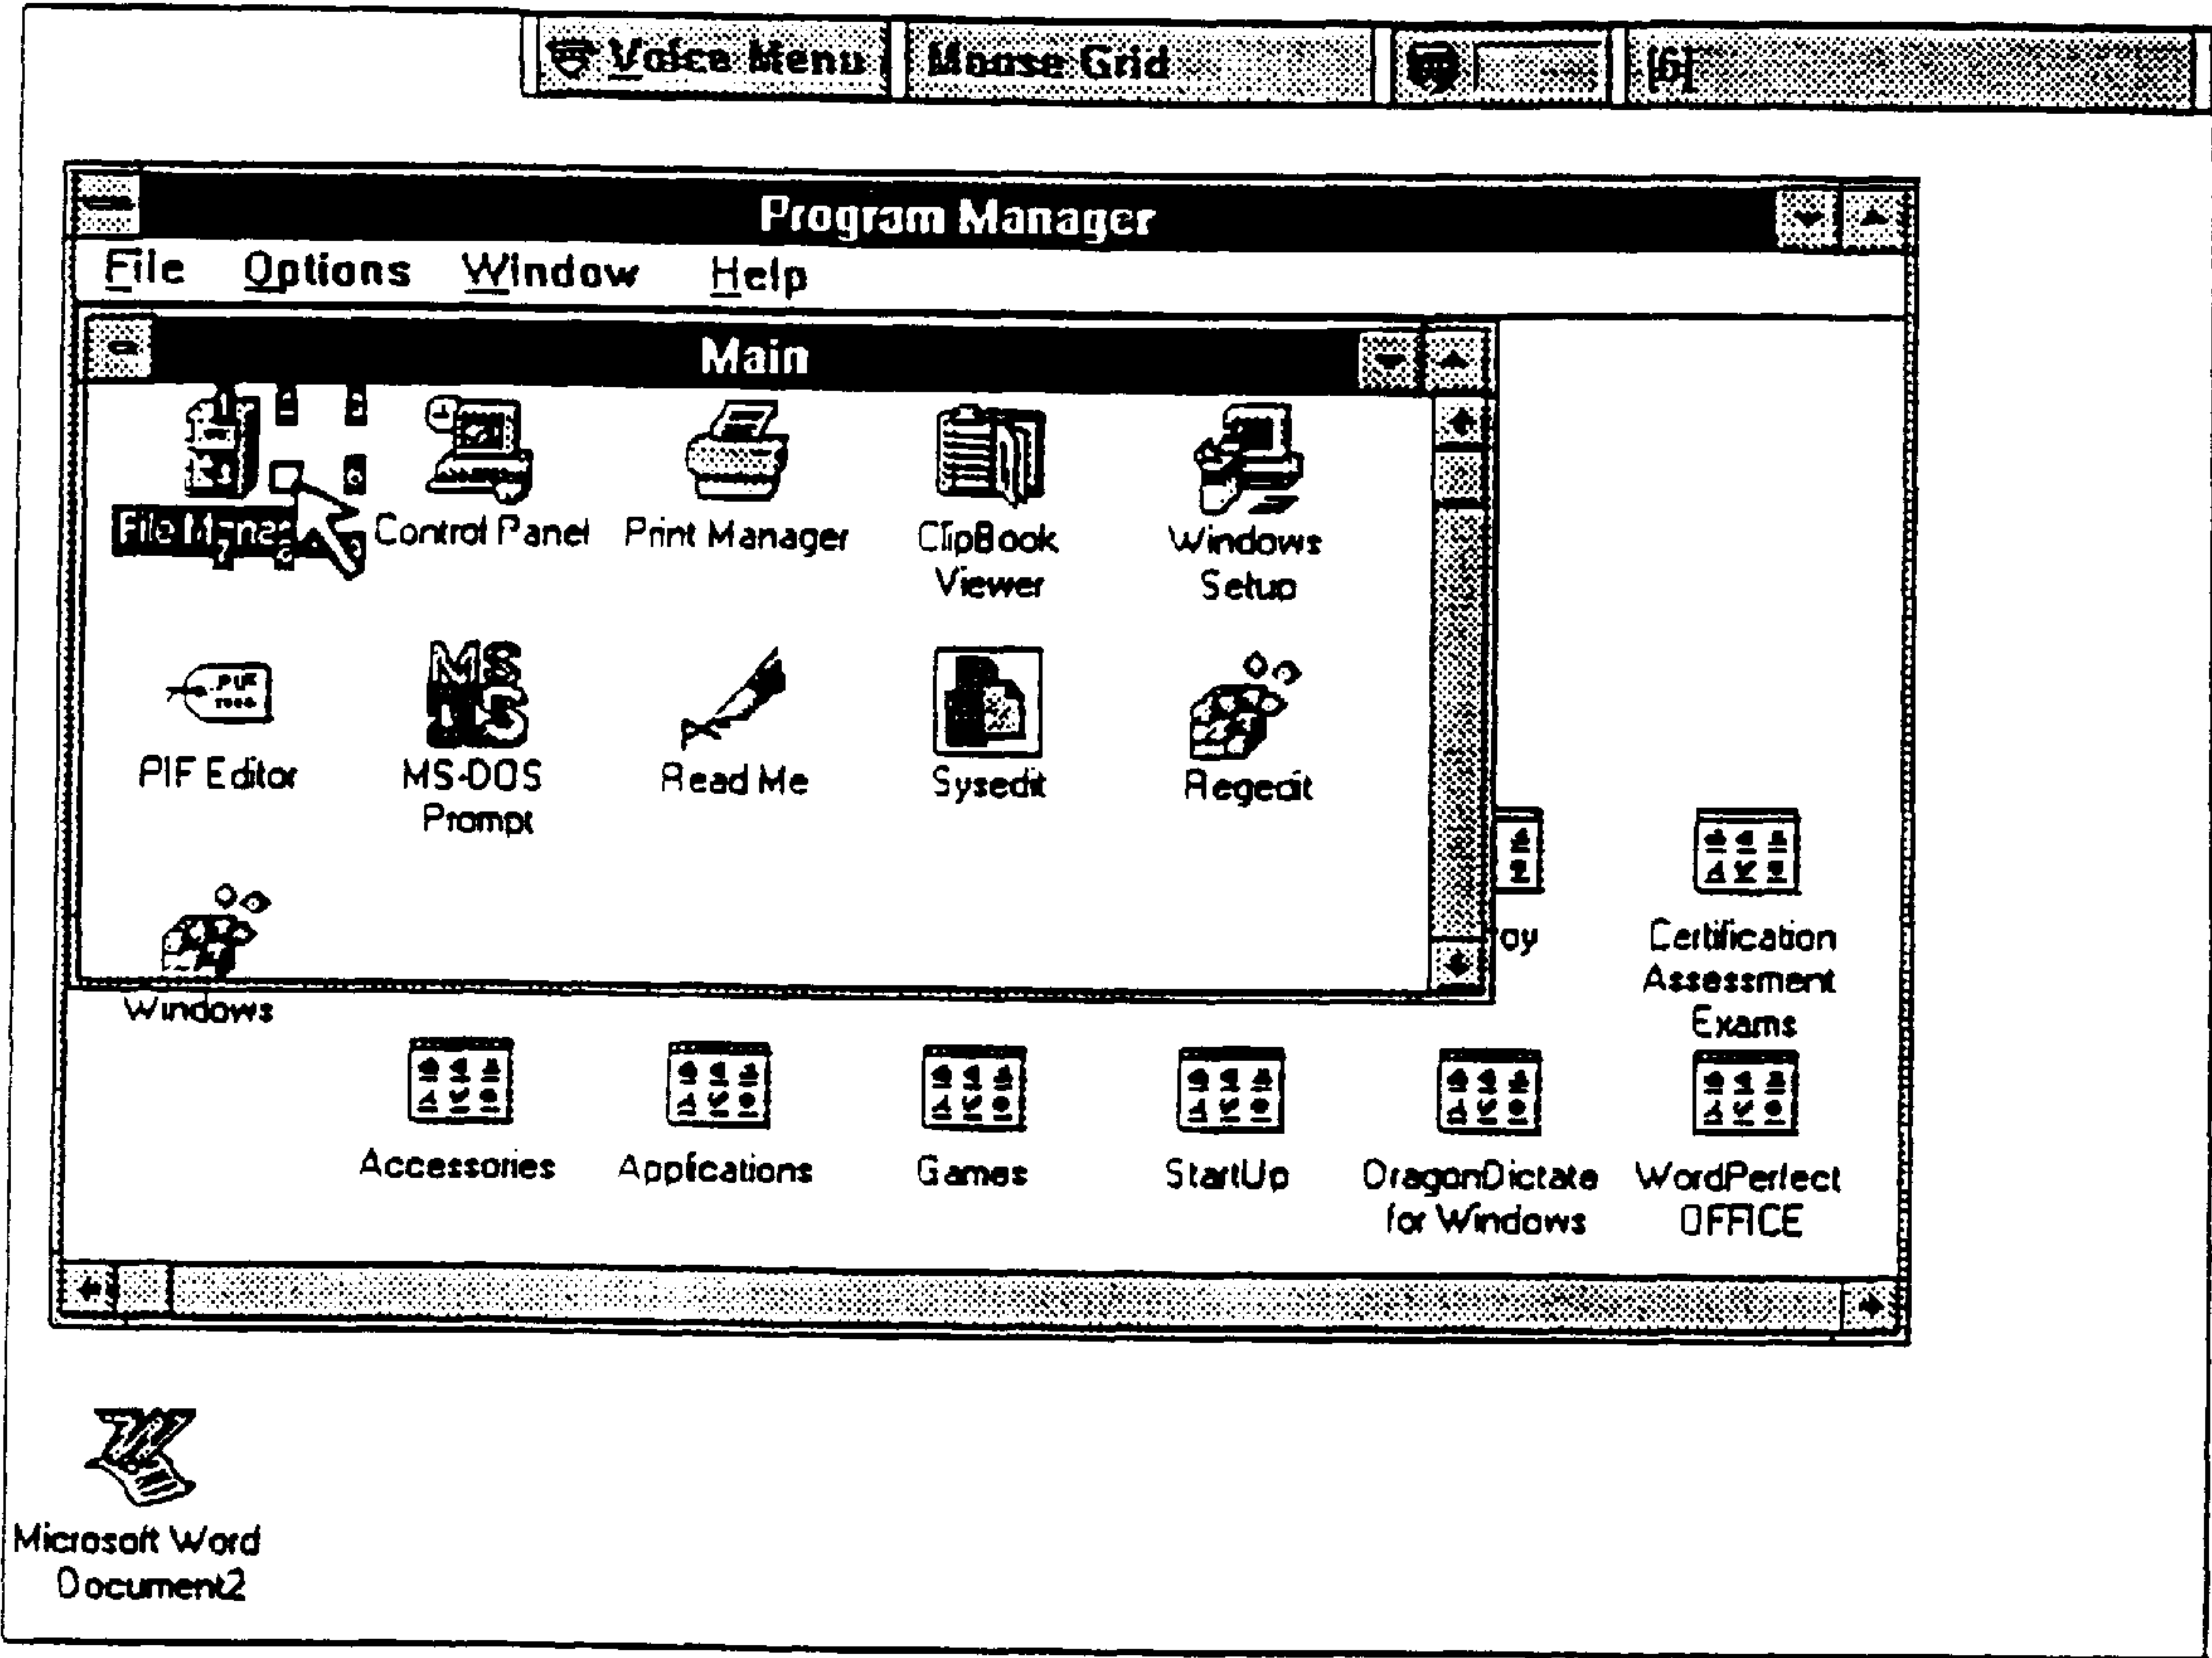 Voice Menu Mouse Grid [6]
Program Manager
File Options Window Help
Main
File Control Panel Print Manager ClipBook
Viewer Windows
Setup
PIF Editor MS-DOS
Prompt Read Me Sysedit Regedit
Windows
Certification
Assessment
Exams
Accessories Applications Games StartUp DragonDictate
for Windows WordPerfect
OFFICE
Microsoft Word
Document2